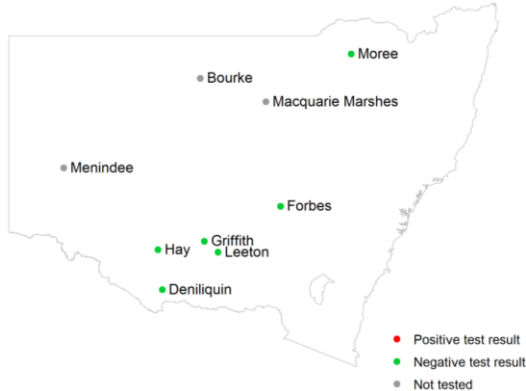 Moree
Bourke
Macquarie Marshes
Menindee
Forbes
Griffith
Hay
Leeton
Deniliquin
Positive test result
Negative test result
Not tested